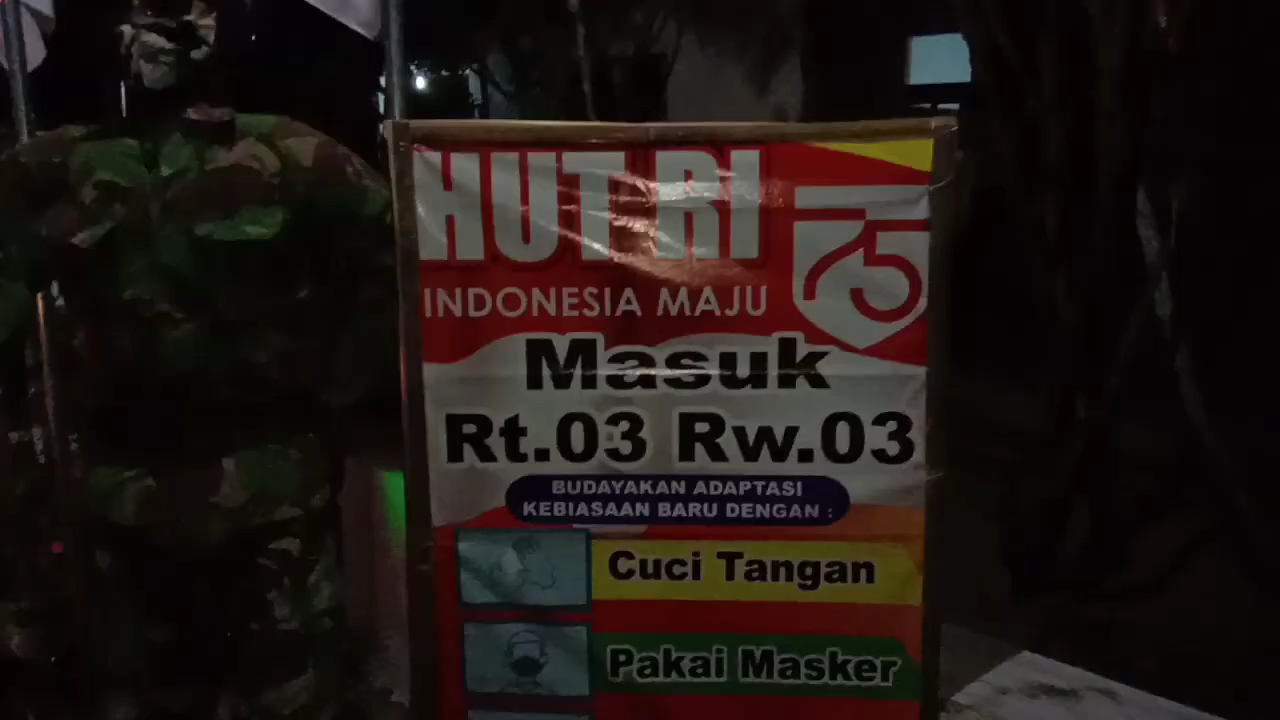 HUT RI
75
INDONESIA MAJU
Masuk
Rt.03 Rw.03
BUDAYAKAN ADAPTASI
KEBIASAAN BARU DENGAN :
Cuci Tangan
Pakai Masker